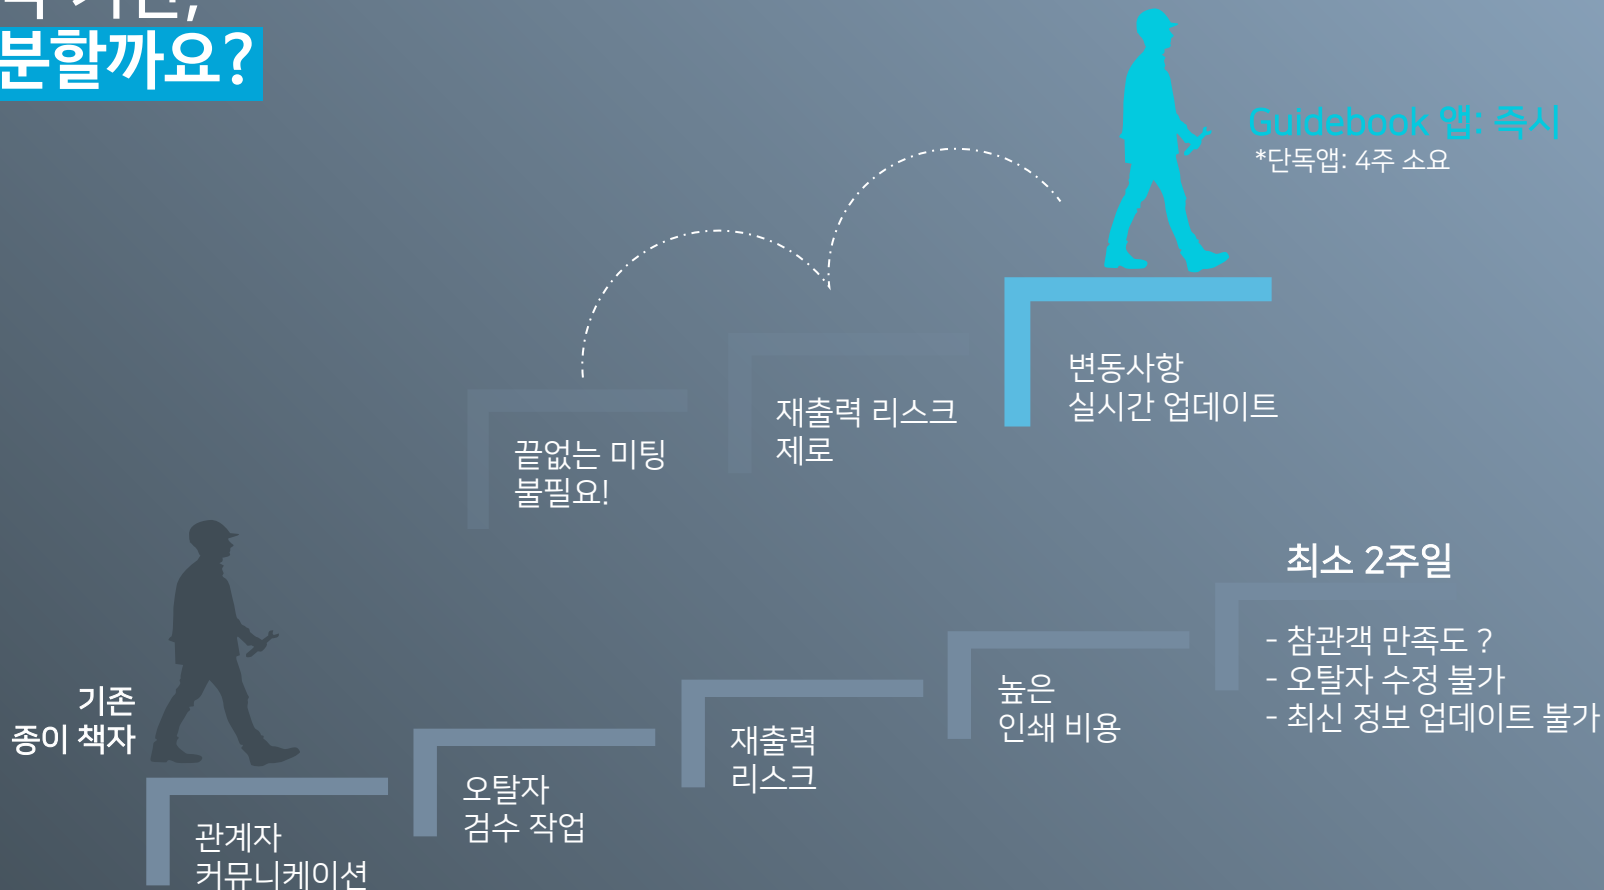 기간,
분할까요?
Guidebook 앱: 즉시
*단독앱: 4주 소요
변동사항
실시간 업데이트
재출력 리스크
제로
끝없는 미팅
불필요!
최소 2주일
- 참관객 만족도 ?
- 오탈자 수정 불가
- 최신 정보 업데이트 불가
높은
인쇄 비용
재출력
리스크
오탈자
검수 작업
기존
종이 책자
관계자
커뮤니케이션